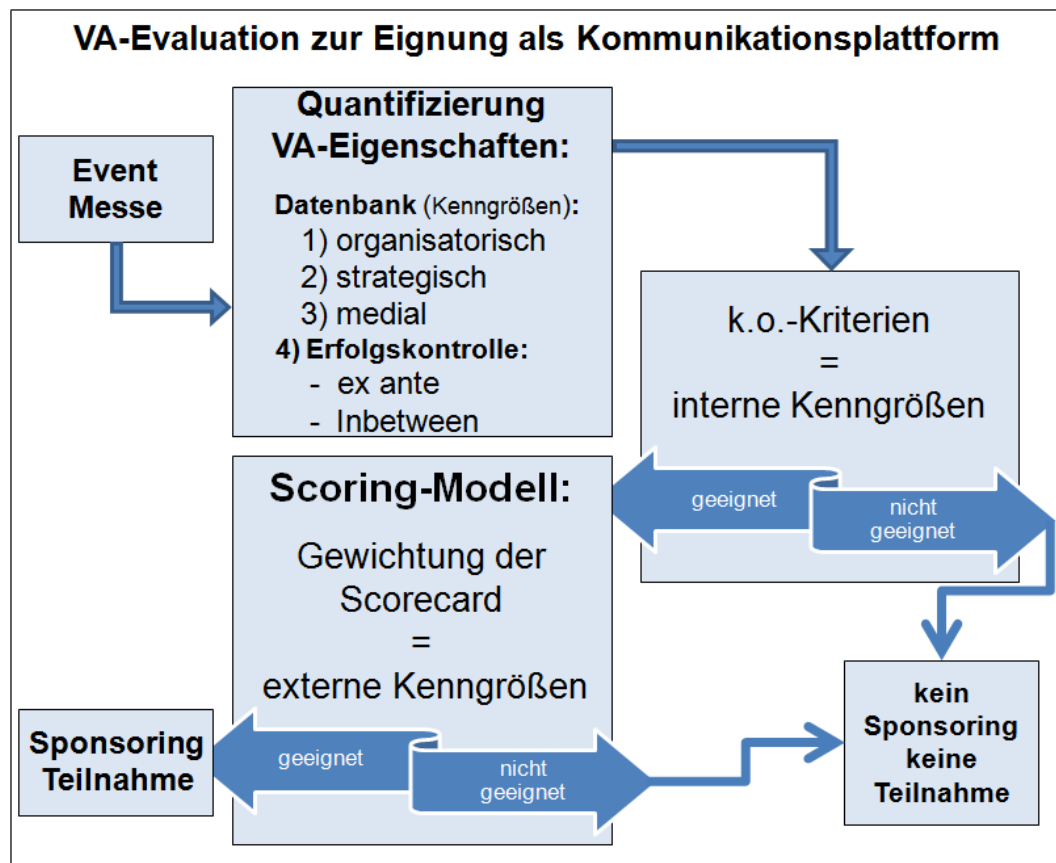 VA-Evaluation zur Eignung als Kommunikationsplattform
Event
Messe
Quantifizierung
VA-Eigenschaften:
Datenbank (Kenngrößen):
1) organisatorisch
2) strategisch
3) medial
4) Erfolgskontrolle:
- ex ante
- Inbetween
k.o.-Kriterien
=
interne Kenngrößen
geeignet
nicht
geeignet
Scoring-Modell:
Gewichtung der
Scorecard
=
externe Kenngrößen
geeignet
nicht
geeignet
Sponsoring
Teilnahme
kein
Sponsoring
keine
Teilnahme